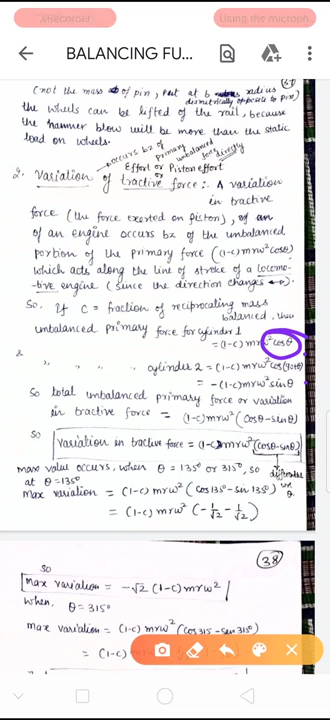 XRecorder
Using the microph...
BALANCING FU...
(not the mass of pin, put at b radius
diametrically opposite to pin)
the wheels can be lifted of the rail, because
the hammer blow will be more than the static
load on wheels.
occurs bz of primary unbalanced force directly
Effort or Piston effort or
2. Variation of tractive force:- A variation
in tractive
force (the force exerted on piston), of an
of an engine occurs bz of the unbalanced
portion of the primary force ((1-c) mrω² cosθ)
which acts along the line of stroke of a locomo-
tive engine (since the direction changes
So, If C = fraction of reciprocating mass
balanced, then
unbalanced primary force for cylinder 1
= (1-c) mrω² cosθ
&
" " " cylinder 2 = (1-c) mrω² cos(90+θ)
= -(1-c) mrω² sinθ
So total unbalanced primary force or variation
in tractive force = (1-c) mrω² (cosθ-sinθ)
So
Variation in tractive force = (1-c) mrω² (cosθ-sinθ)
max value occurs, when θ = 135° or 315°, so depends on θ
at θ=135°
max variation = (1-c) mrω² (cos135°-sin 135°)
= (1-c) mrω² (-1/√2 - 1/√2)
38
So
max variation = -√2 (1-c) mrω²
when, θ=315°
max variation = (1-c) mrω² (cos315-sin 315°)
= (1-c)